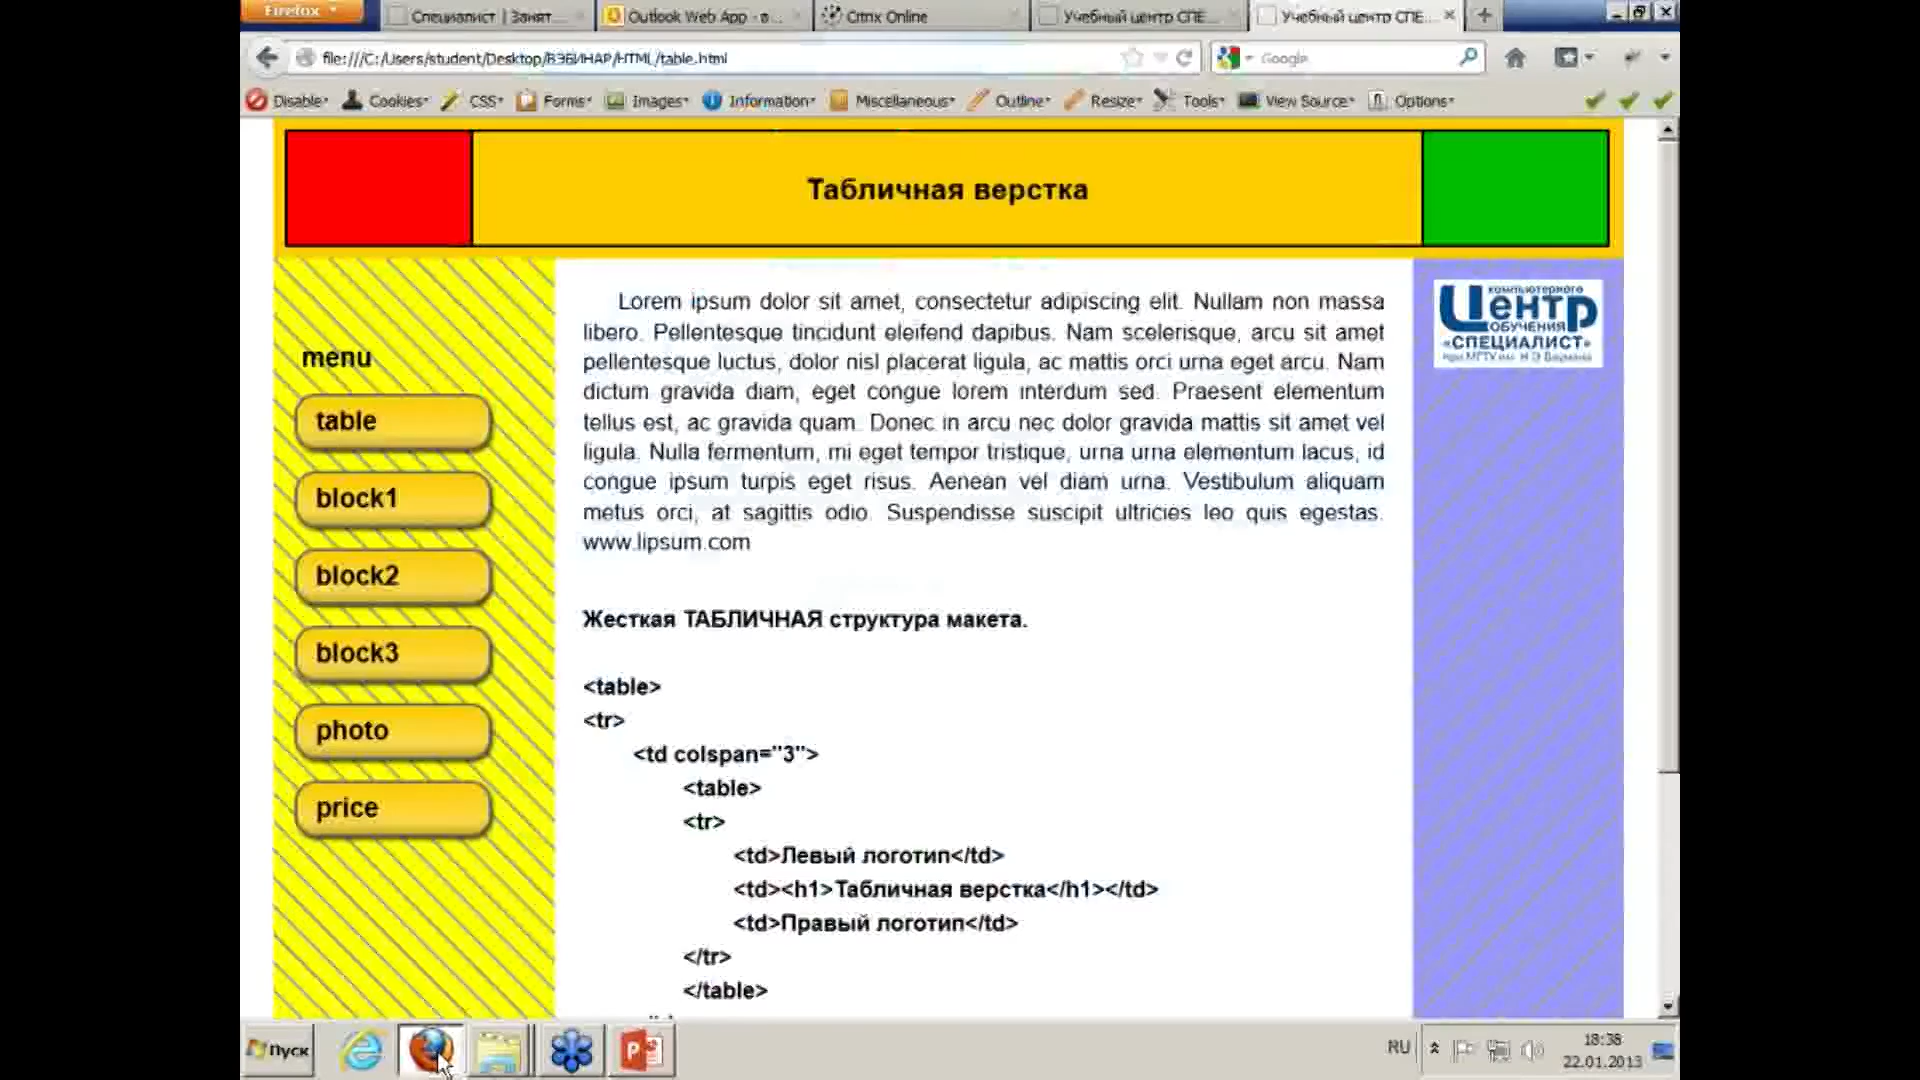 Firefox
Специалист | Занят...
Outlook Web App - в...
Citrix Online
Учебный центр СПЕ...
Учебный центр СПЕ...
file:///C:/Users/student/Desktop/ВЭБИНАР/HTML/table.html
Google
Disable
Cookies
CSS
Forms
Images
Information
Miscellaneous
Outline
Resize
Tools
View Source
Options
Табличная верстка
menu
table
block1
block2
block3
photo
price
Lorem ipsum dolor sit amet, consectetur adipiscing elit. Nullam non massa
libero. Pellentesque tincidunt eleifend dapibus. Nam scelerisque, arcu sit amet
pellentesque luctus, dolor nisl placerat ligula, ac mattis orci urna eget arcu. Nam
dictum gravida diam, eget congue lorem interdum sed. Praesent elementum
tellus est, ac gravida quam. Donec in arcu nec dolor gravida mattis sit amet vel
ligula. Nulla fermentum, mi eget tempor tristique, urna urna elementum lacus, id
congue ipsum turpis eget risus. Aenean vel diam urna. Vestibulum aliquam
metus orci, at sagittis odio. Suspendisse suscipit ultricies leo quis egestas.
www.lipsum.com
Жесткая ТАБЛИЧНАЯ структура макета.
<table>
<tr>
<td colspan="3">
<table>
<tr>
<td>Левый логотип</td>
<td><h1>Табличная верстка</h1></td>
<td>Правый логотип</td>
</tr>
</table>
компьютерного
Центр
ОБУЧЕНИЯ
«СПЕЦИАЛИСТ»
при МГТУ им. Н.Э.Баумана
Пуск
RU
18:38
22.01.2013